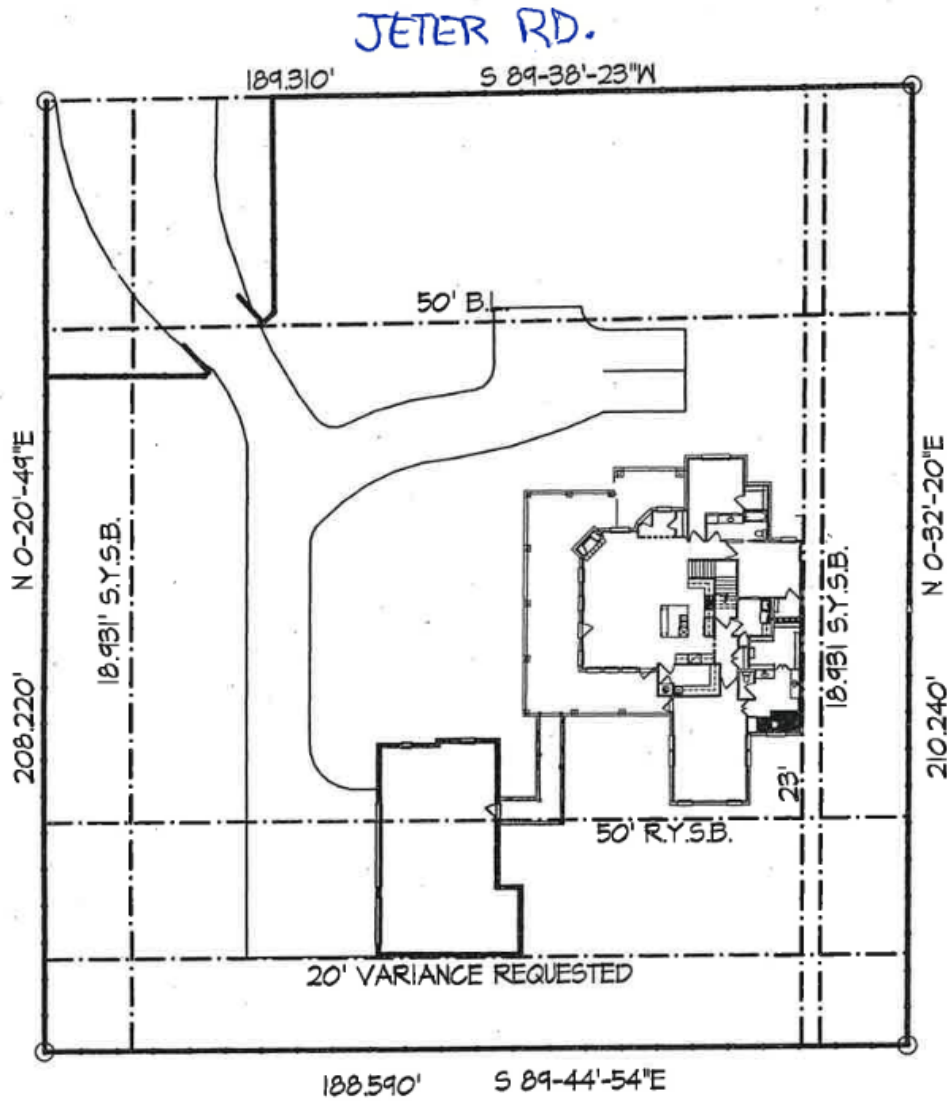 JETER RD.
189.310' S 89-38'-23"W
50' B.
N 0-20'-49"E
18.931' S.Y.S.B.
208.220'
N 0-32'-20"E
18.931 S.Y.S.B.
210.240'
23'
50' R.Y.S.B.
20' VARIANCE REQUESTED
188.590' S 89-44'-54"E